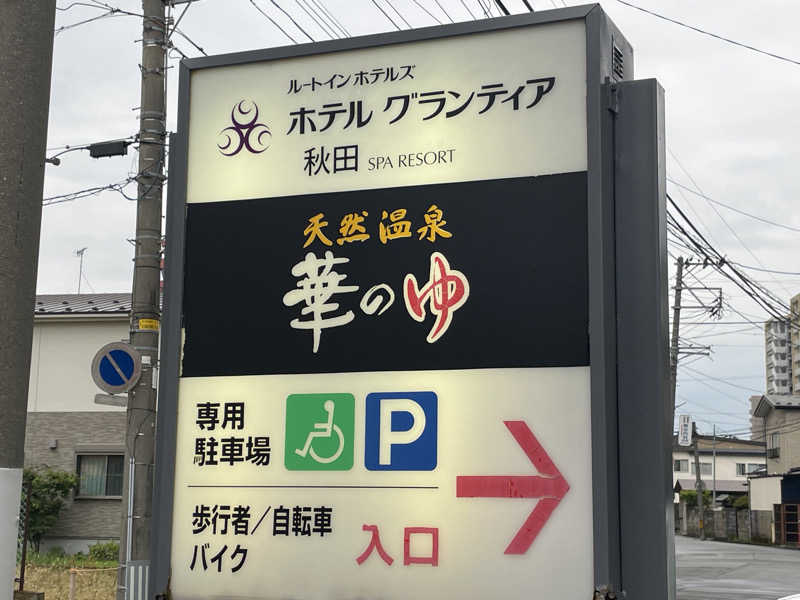 ルートインホテルズ
ホテル グランティア
秋田 SPA RESORT
天然温泉
華のゆ
専用
駐車場
P
歩行者／自転車
バイク
入口